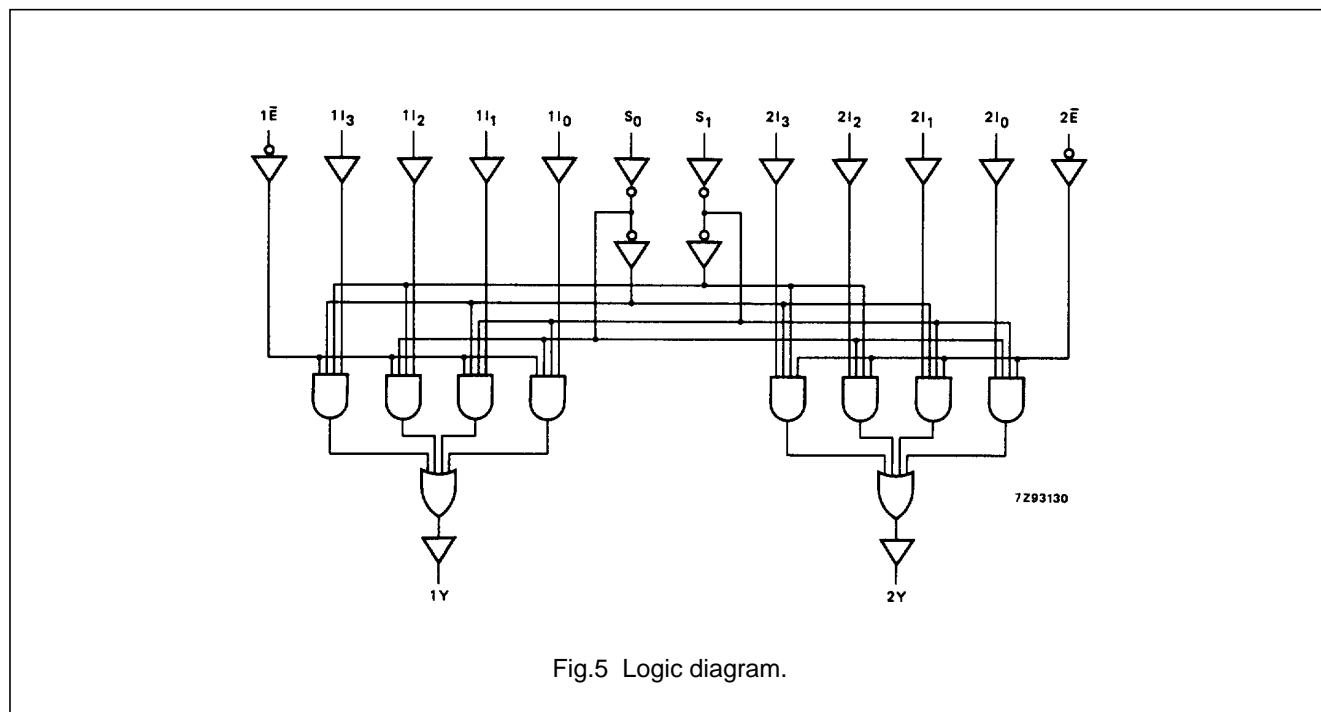 1Ē 1I₃ 1I₂ 1I₁ 1I₀ S₀ S₁ 2I₃ 2I₂ 2I₁ 2I₀ 2Ē
7Z93130
1Y 2Y
Fig.5 Logic diagram.